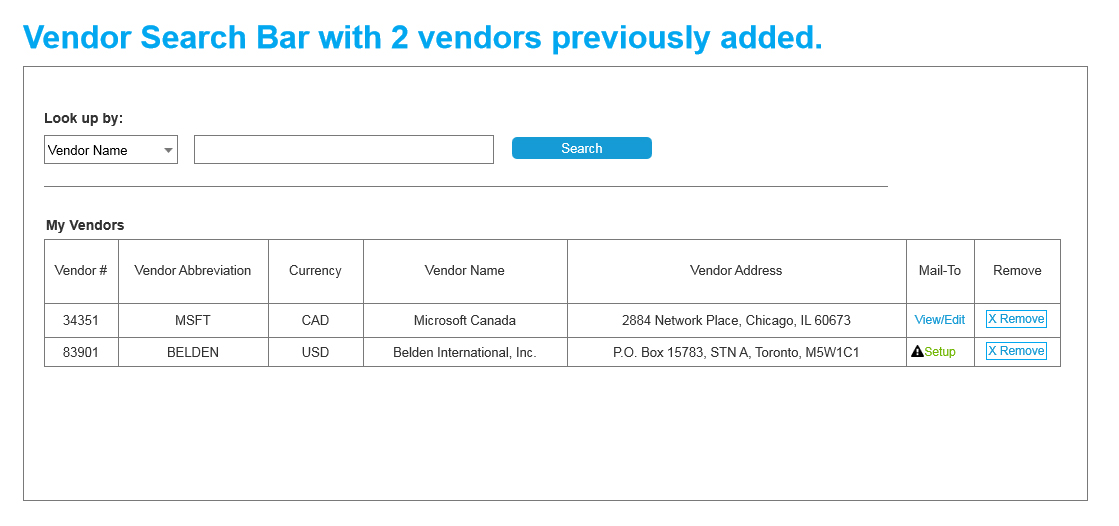 Vendor Search Bar with 2 vendors previously added.
Look up by:
Vendor Name Search
My Vendors
Vendor # Vendor Abbreviation Currency Vendor Name Vendor Address Mail-To Remove
34351 MSFT CAD Microsoft Canada 2884 Network Place, Chicago, IL 60673 View/Edit X Remove
83901 BELDEN USD Belden International, Inc. P.O. Box 15783, STN A, Toronto, M5W1C1 Setup X Remove